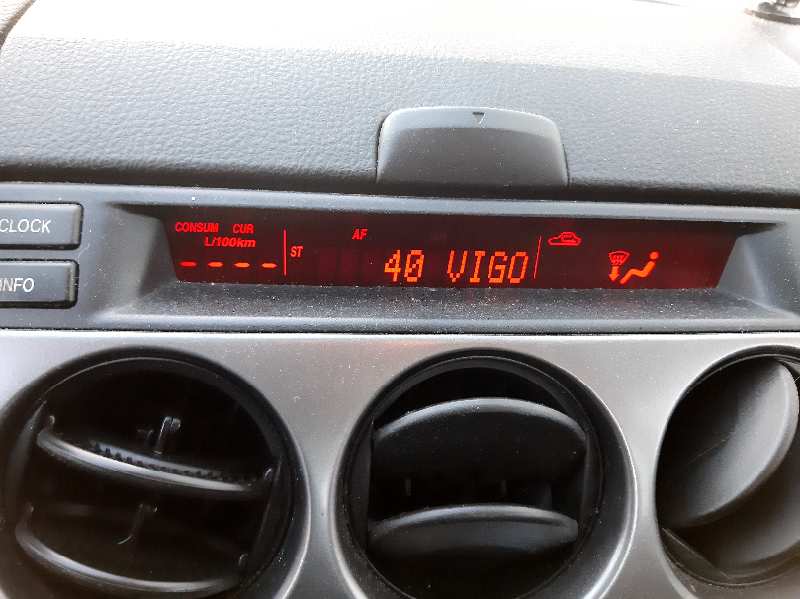 CLOCK
INFO
CONSUM CUR
L/100km
- - - -
ST
AF
40 VIGO